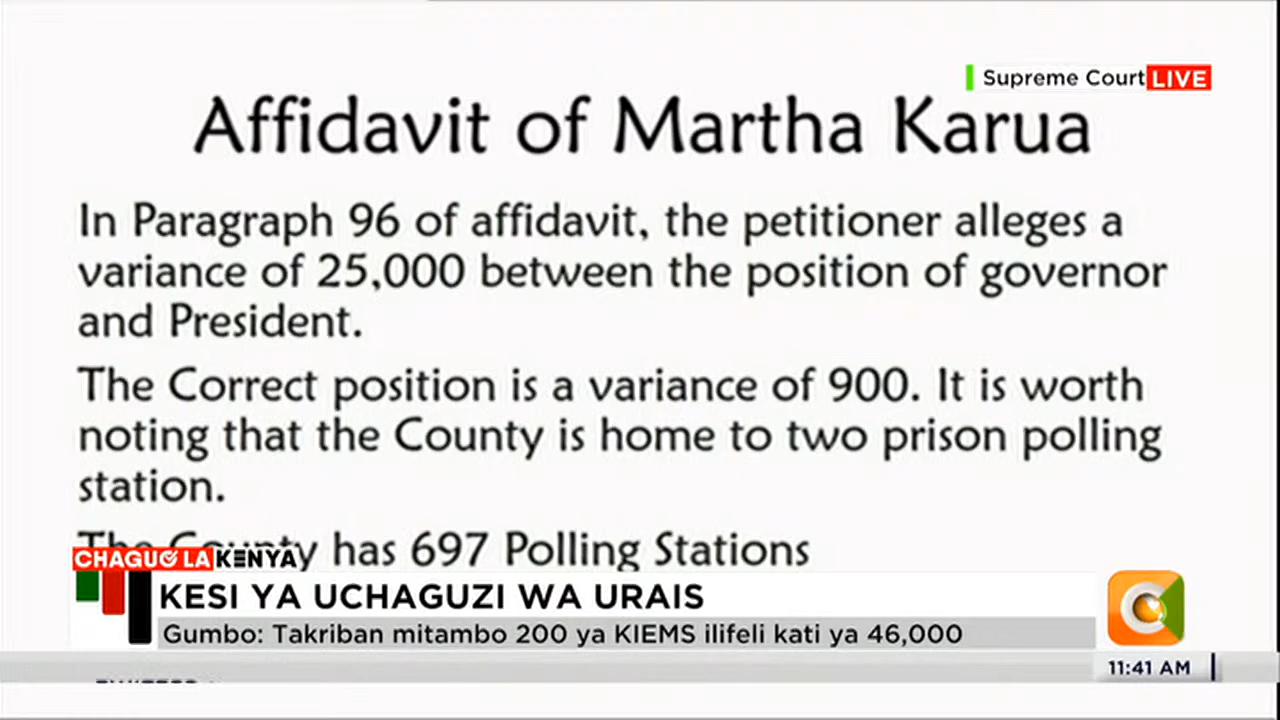 Supreme Court LIVE
Affidavit of Martha Karua
In Paragraph 96 of affidavit, the petitioner alleges a
variance of 25,000 between the position of governor
and President.
The Correct position is a variance of 900. It is worth
noting that the County is home to two prison polling
station.
The County has 697 Polling Stations
CHAGUO LA KENYA
KESI YA UCHAGUZI WA URAIS
Gumbo: Takriban mitambo 200 ya KIEMS ilifeli kati ya 46,000
11:41 AM